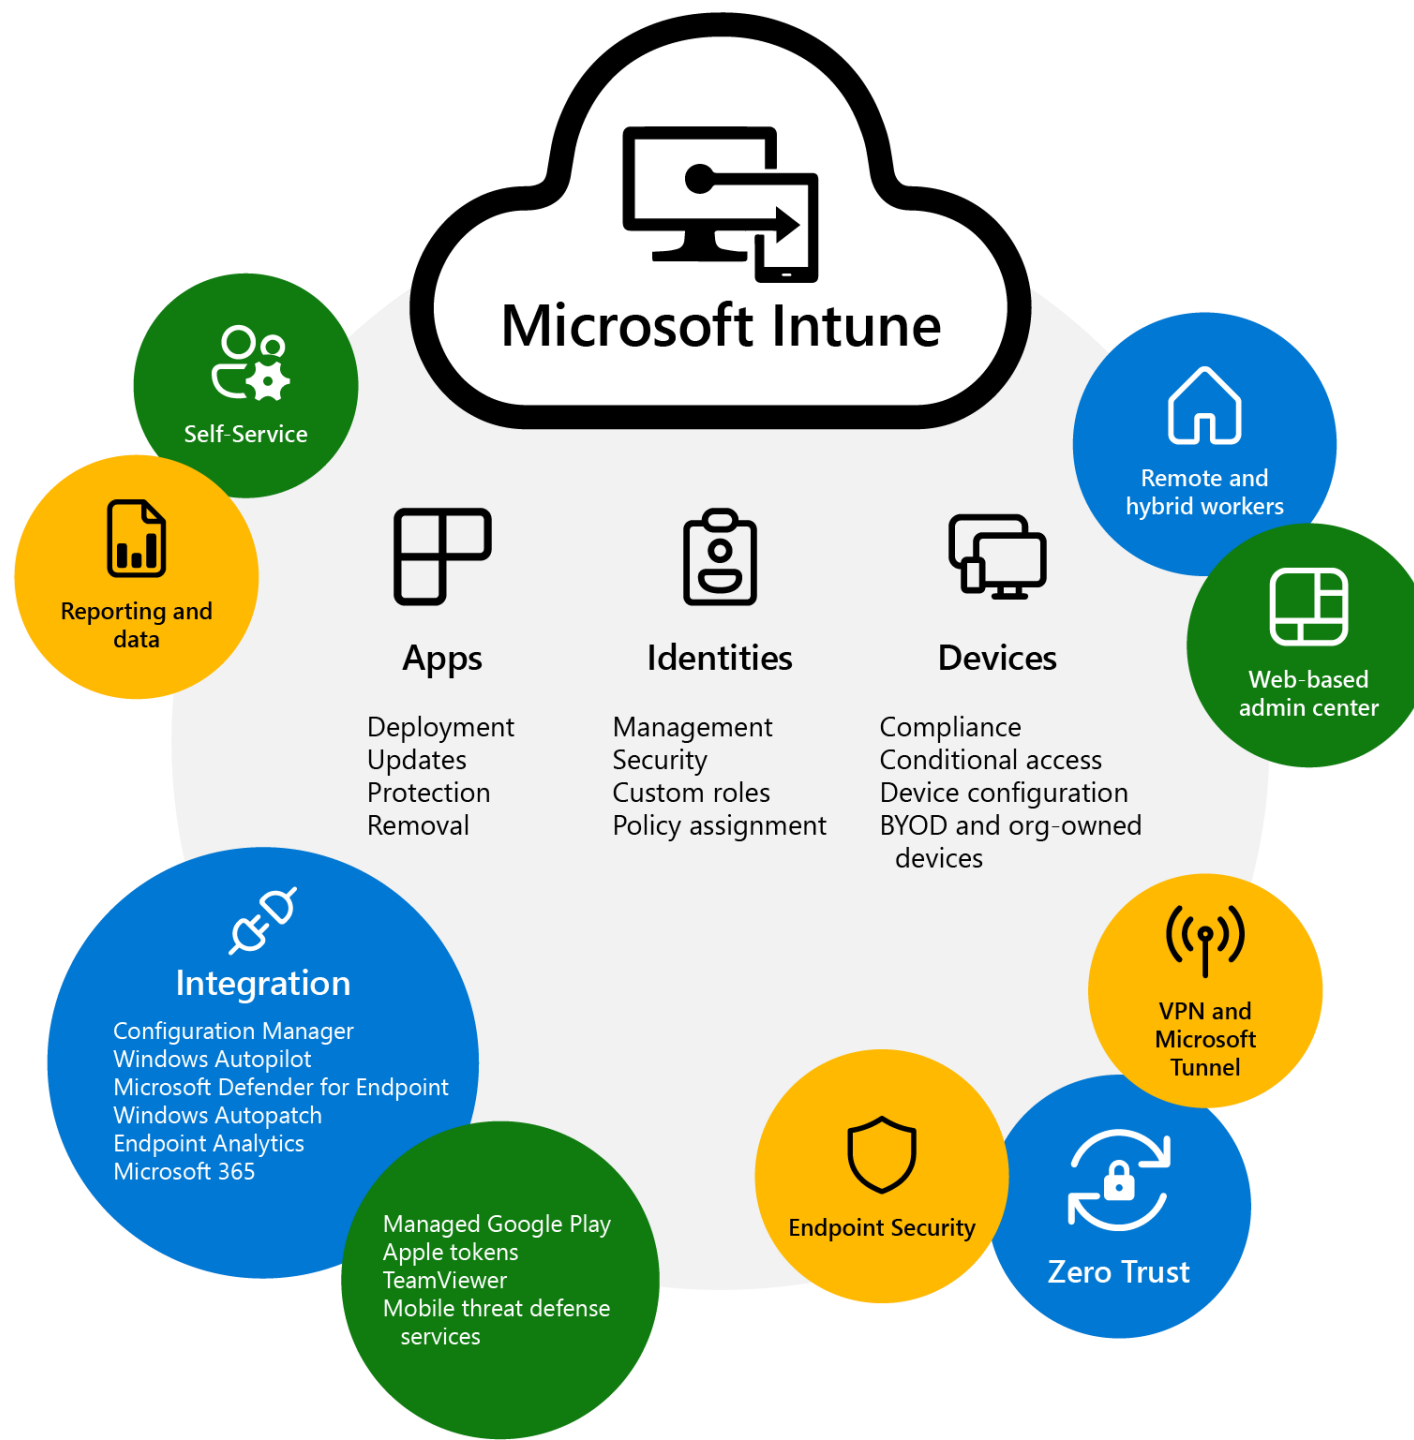 Microsoft Intune
Self-Service
Reporting and
data
Remote and
hybrid workers
Web-based
admin center
Apps
Deployment
Updates
Protection
Removal
Identities
Management
Security
Custom roles
Policy assignment
Devices
Compliance
Conditional access
Device configuration
BYOD and org-owned
devices
Integration
Configuration Manager
Windows Autopilot
Microsoft Defender for Endpoint
Windows Autopatch
Endpoint Analytics
Microsoft 365
Managed Google Play
Apple tokens
TeamViewer
Mobile threat defense
services
Endpoint Security
VPN and
Microsoft
Tunnel
Zero Trust